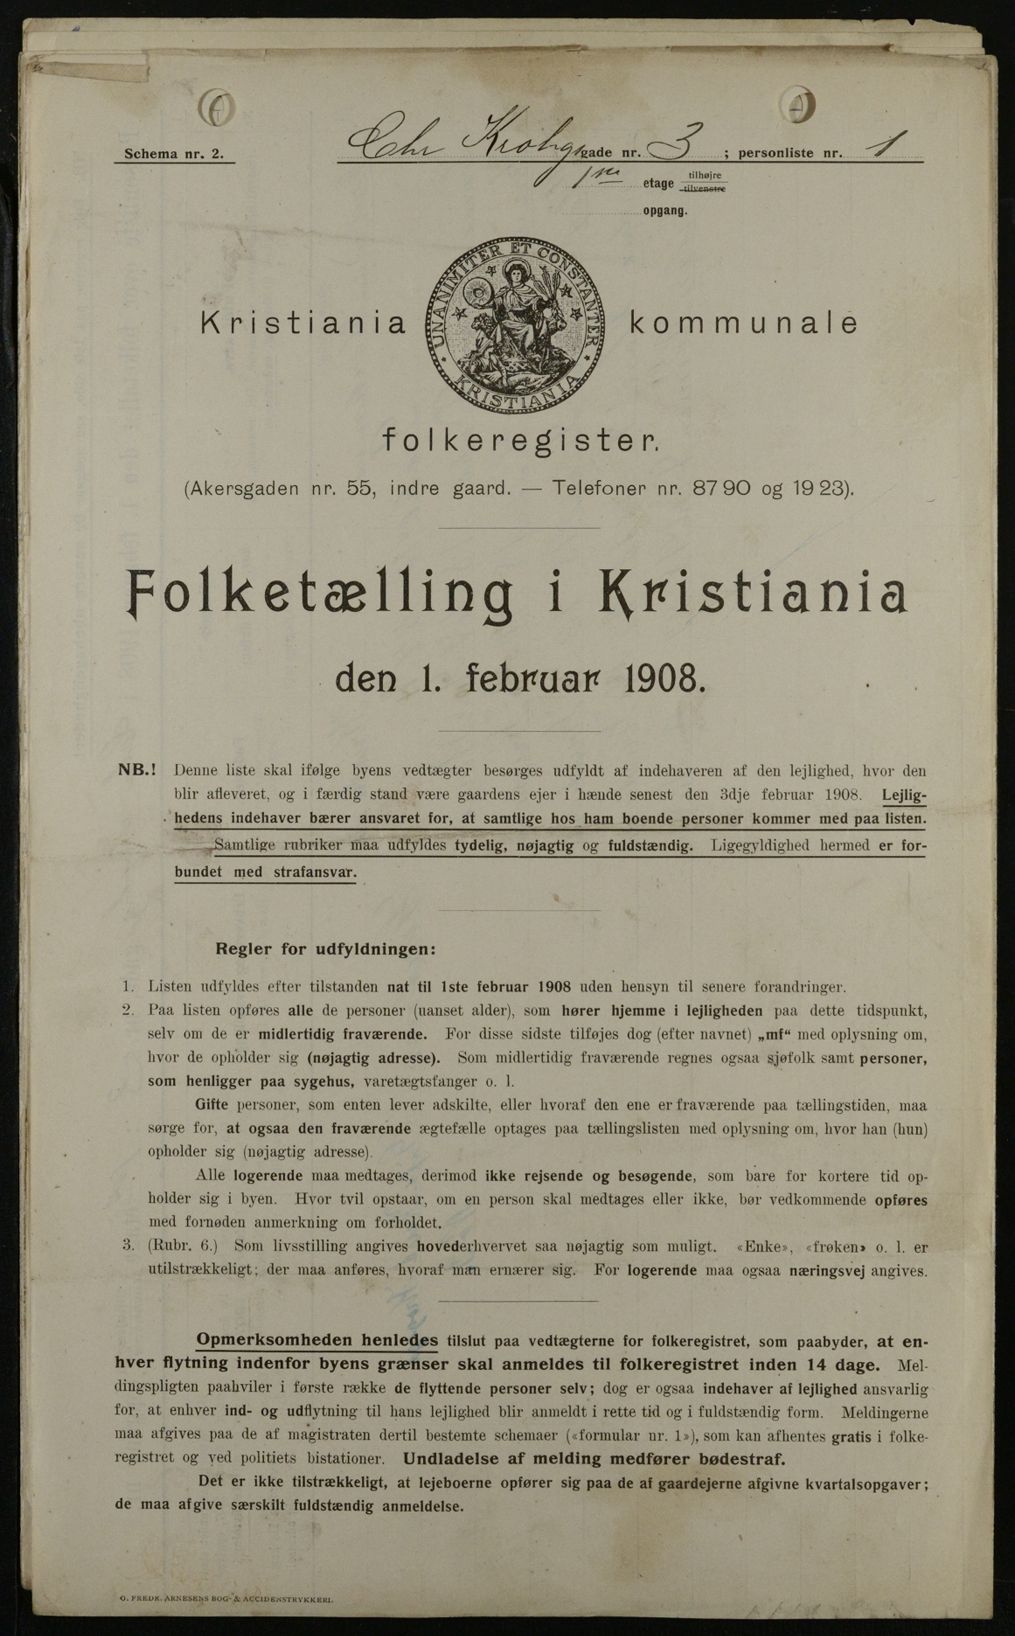 Schema nr. 2. Chr Krohgsgade nr. 3 ; personliste nr. 1
1ste etage tilhøjre tilvenstre
opgang.
UNANIMITER ET CONSTANTER
KRISTIANIA
Kristiania kommunale
folkeregister.
(Akersgaden nr. 55, indre gaard. — Telefoner nr. 87 90 og 19 23).
Folketælling i Kristiania
den 1. februar 1908.
NB.! Denne liste skal ifølge byens vedtægter besørges udfyldt af indehaveren af den lejlighed, hvor den
blir afleveret, og i færdig stand være gaardens ejer i hænde senest den 3dje februar 1908. Lejlig-
hedens indehaver bærer ansvaret for, at samtlige hos ham boende personer kommer med paa listen.
Samtlige rubriker maa udfyldes tydelig, nøjagtig og fuldstændig. Ligegyldighed hermed er for-
bundet med strafansvar.
Regler for udfyldningen:
1. Listen udfyldes efter tilstanden nat til 1ste februar 1908 uden hensyn til senere forandringer.
2. Paa listen opføres alle de personer (uanset alder), som hører hjemme i lejligheden paa dette tidspunkt,
selv om de er midlertidig fraværende. For disse sidste tilføjes dog (efter navnet) „mf“ med oplysning om,
hvor de opholder sig (nøjagtig adresse). Som midlertidig fraværende regnes ogsaa sjøfolk samt personer,
som henligger paa sygehus, varetægtsfanger o. l.
Gifte personer, som enten lever adskilte, eller hvoraf den ene er fraværende paa tællingstiden, maa
sørge for, at ogsaa den fraværende ægtefælle optages paa tællingslisten med oplysning om, hvor han (hun)
opholder sig (nøjagtig adresse).
Alle logerende maa medtages, derimod ikke rejsende og besøgende, som bare for kortere tid op-
holder sig i byen. Hvor tvil opstaar, om en person skal medtages eller ikke, bør vedkommende opføres
med fornøden anmerkning om forholdet.
3. (Rubr. 6.) Som livsstilling angives hovederhvervet saa nøjagtig som muligt. «Enke», «frøken» o. l. er
utilstrækkeligt; der maa anføres, hvoraf man ernærer sig. For logerende maa ogsaa næringsvej angives.
Opmerksomheden henledes tilslut paa vedtægterne for folkeregistret, som paabyder, at en-
hver flytning indenfor byens grænser skal anmeldes til folkeregistret inden 14 dage. Mel-
dingspligten paahviler i første række de flyttende personer selv; dog er ogsaa indehaver af lejlighed ansvarlig
for, at enhver ind- og udflytning til hans lejlighed blir anmeldt i rette tid og i fuldstændig form. Meldingerne
maa afgives paa de af magistraten dertil bestemte schemaer («formular nr. 1»), som kan afhentes gratis i folke-
registret og ved politiets bistationer. Undladelse af melding medfører bødestraf.
Det er ikke tilstrækkeligt, at lejeboerne opfører sig paa de af gaardejerne afgivne kvartalsopgaver;
de maa afgive særskilt fuldstændig anmeldelse.
O. FREDR. ARNESENS BOG- & ACCIDENSTRYKKERI.